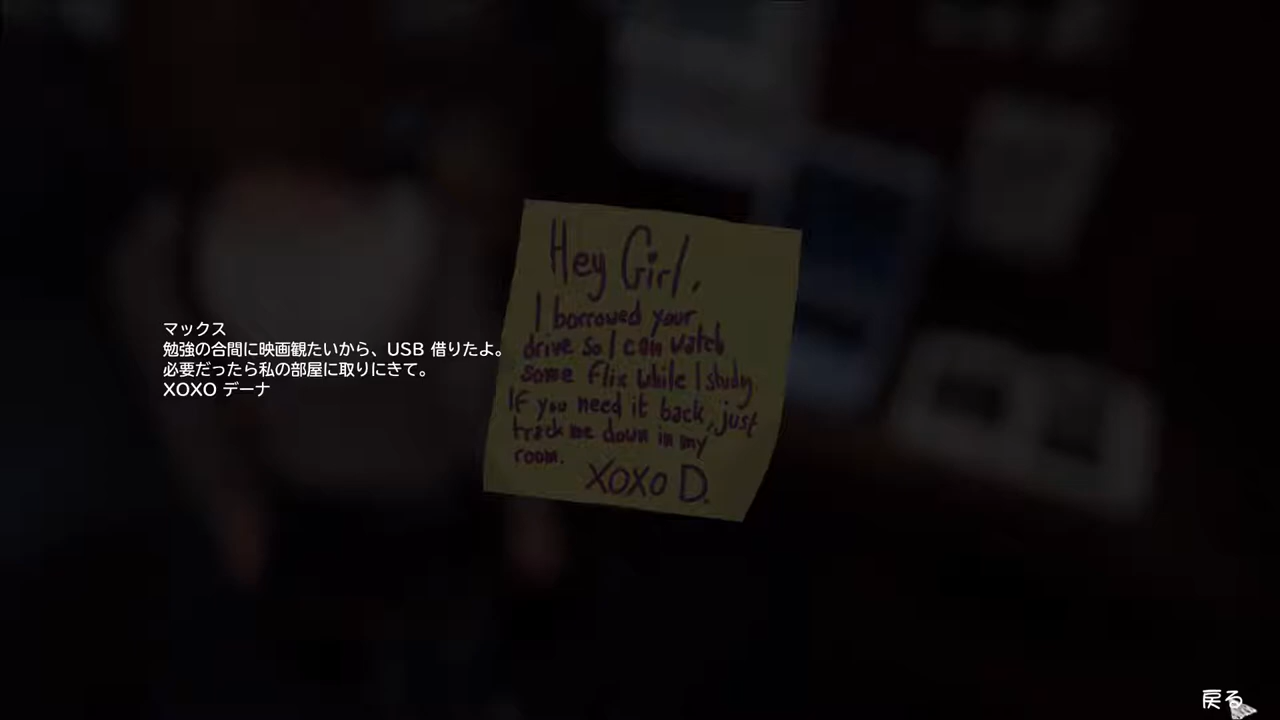 マックス
勉強の合間に映画観たいから、USB 借りたよ。
必要だったら私の部屋に取りにきて。
XOXO デーナ
Hey Girl,
I borrowed your
drive so I can watch
some flix while I study.
If you need it back, just
track me down in my
room.
XOXO D.
戻る